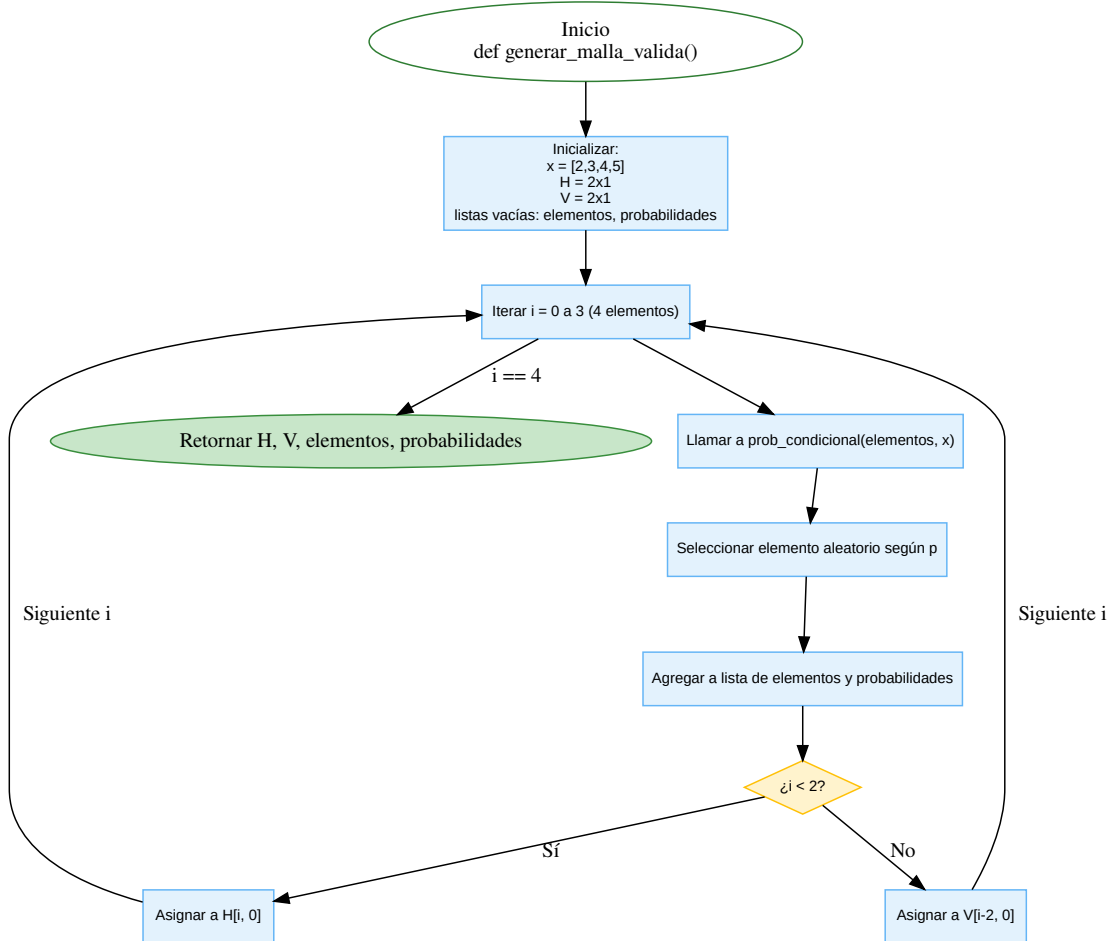 Inicio
def generar_malla_valida()
Inicializar:
x = [2,3,4,5]
H = 2x1
V = 2x1
listas vacías: elementos, probabilidades
Iterar i = 0 a 3 (4 elementos)
i == 4
Retornar H, V, elementos, probabilidades
Llamar a prob_condicional(elementos, x)
Seleccionar elemento aleatorio según p
Siguiente i
Siguiente i
Agregar a lista de elementos y probabilidades
¿i < 2?
Sí
No
Asignar a H[i, 0]
Asignar a V[i-2, 0]